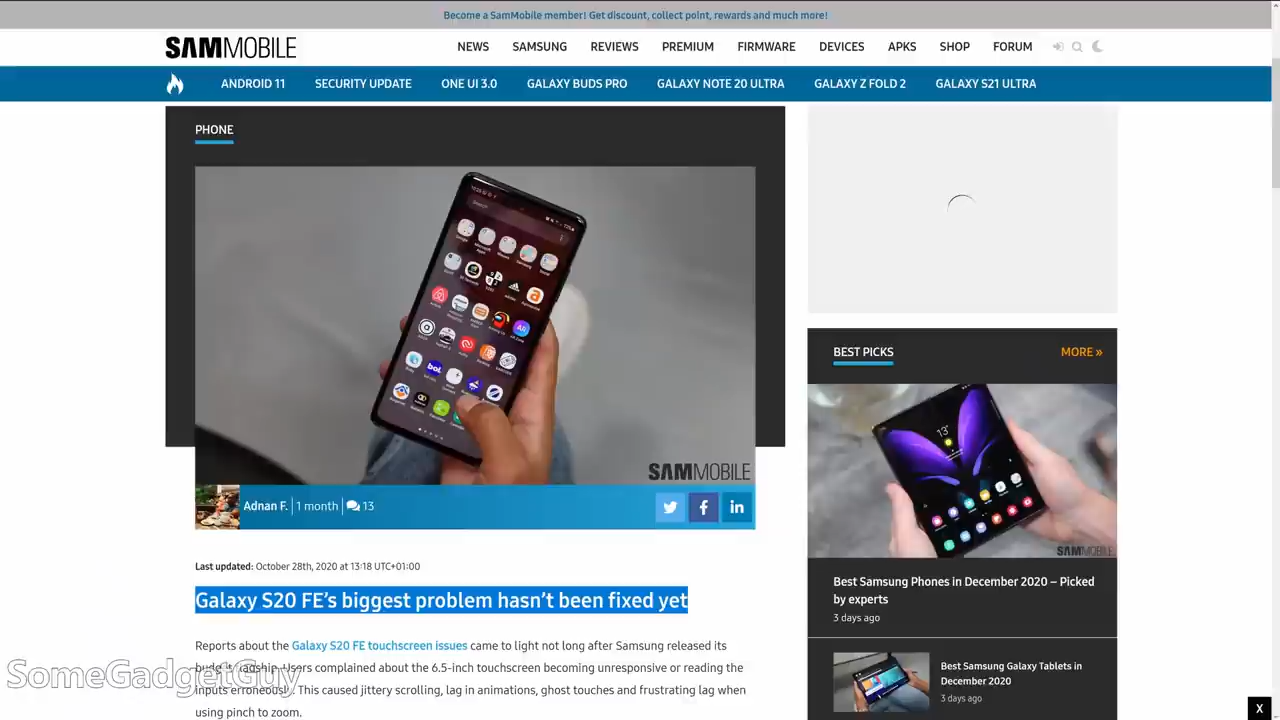 Become a SamMobile member! Get discount, collect point, rewards and much more!
SAMMOBILE
NEWS SAMSUNG REVIEWS PREMIUM FIRMWARE DEVICES APKS SHOP FORUM
ANDROID 11 SECURITY UPDATE ONE UI 3.0 GALAXY BUDS PRO GALAXY NOTE 20 ULTRA GALAXY Z FOLD 2 GALAXY S21 ULTRA
PHONE
SAMMOBILE
Adnan F. | 1 month | 13
Last updated: October 28th, 2020 at 13:18 UTC+01:00
Galaxy S20 FE's biggest problem hasn't been fixed yet
Reports about the Galaxy S20 FE touchscreen issues came to light not long after Samsung released its
budget flagship. Users complained about the 6.5-inch touchscreen becoming unresponsive or reading the
inputs erroneously. This caused jittery scrolling, lag in animations, ghost touches and frustrating lag when
using pinch to zoom.
SomeGadgetGuy
BEST PICKS
MORE »
SAMMOBILE
Best Samsung Phones in December 2020 – Picked
by experts
3 days ago
Best Samsung Galaxy Tablets in
December 2020
3 days ago
X